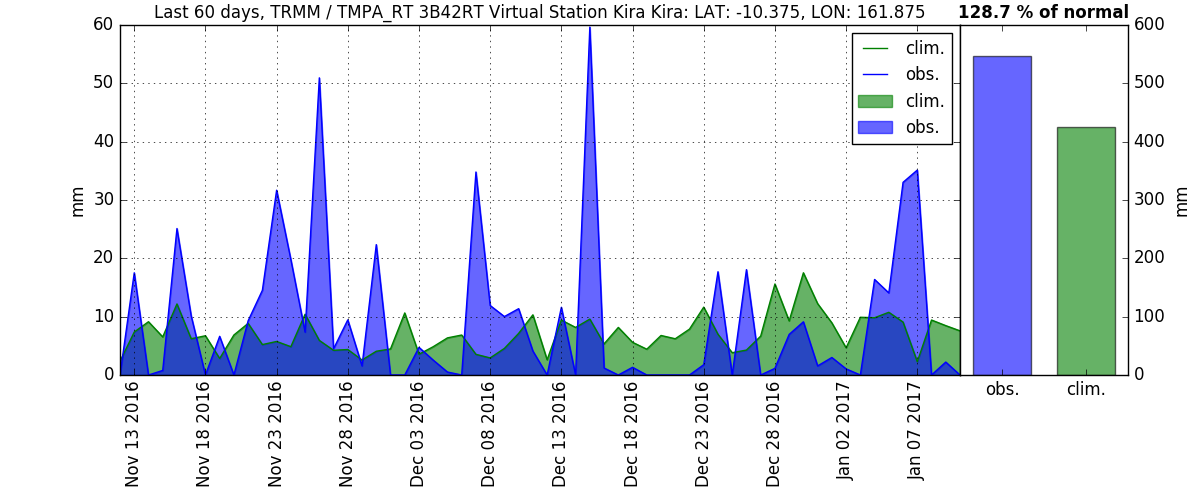 Last 60 days, TRMM / TMPA_RT 3B42RT Virtual Station Kira Kira: LAT: -10.375, LON: 161.875
128.7 % of normal
60
50
40
30
20
10
0
mm
clim.
obs.
clim.
obs.
600
500
400
300
200
100
0
mm
Nov 13 2016
Nov 18 2016
Nov 23 2016
Nov 28 2016
Dec 03 2016
Dec 08 2016
Dec 13 2016
Dec 18 2016
Dec 23 2016
Dec 28 2016
Jan 02 2017
Jan 07 2017
obs.
clim.